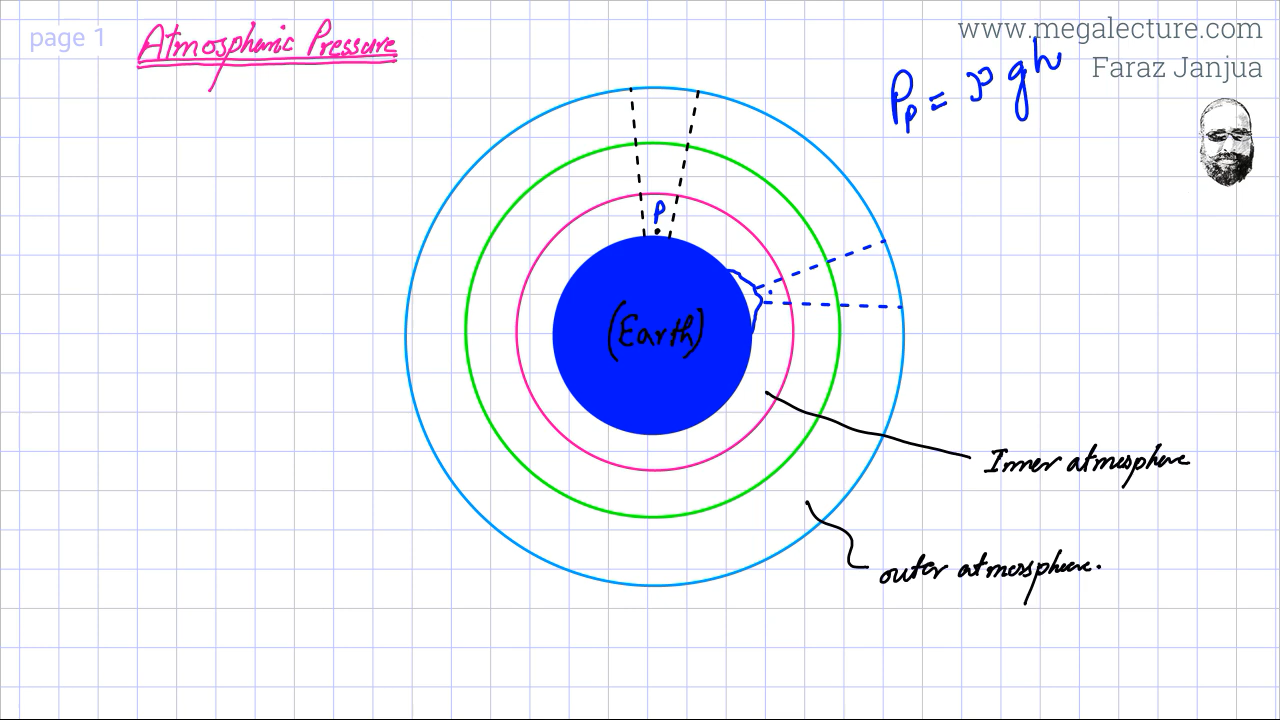 page 1
Atmospheric Pressure
www.megalecture.com
Faraz Janjua
Pp = ρgh
P
(Earth)
Inner atmosphere
outer atmosphere.